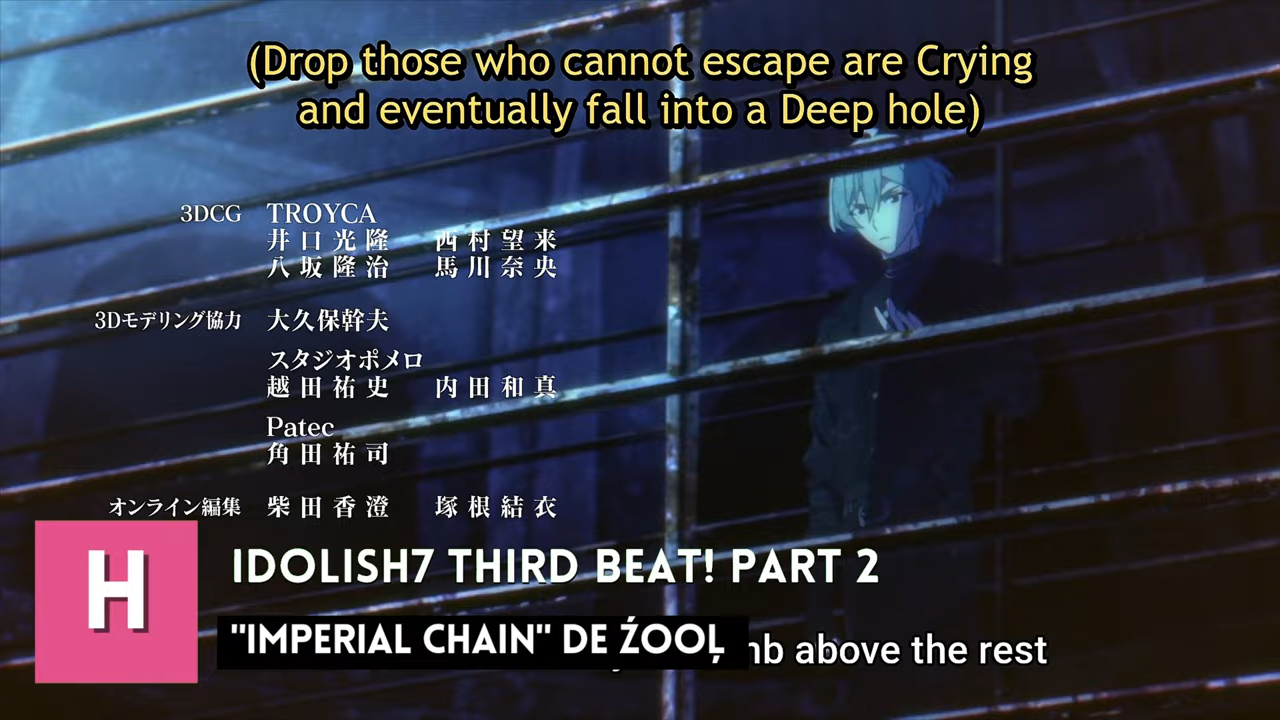 (Drop those who cannot escape are Crying
and eventually fall into a Deep hole)
3DCG TROYCA
井口光隆 西村望来
八坂隆治 馬川奈央
3Dモデリング協力 大久保幹夫
スタジオポメロ
越田祐史 内田和真
Patec
角田祐司
オンライン編集 柴田香澄 塚根結衣
H
IDOLISH7 THIRD BEAT! PART 2
"IMPERIAL CHAIN" DE ŹOOĻ
above the rest